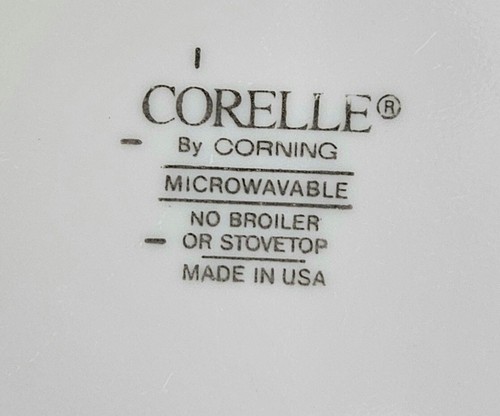 CORELLE®
By CORNING
MICROWAVABLE
NO BROILER
OR STOVETOP
MADE IN USA